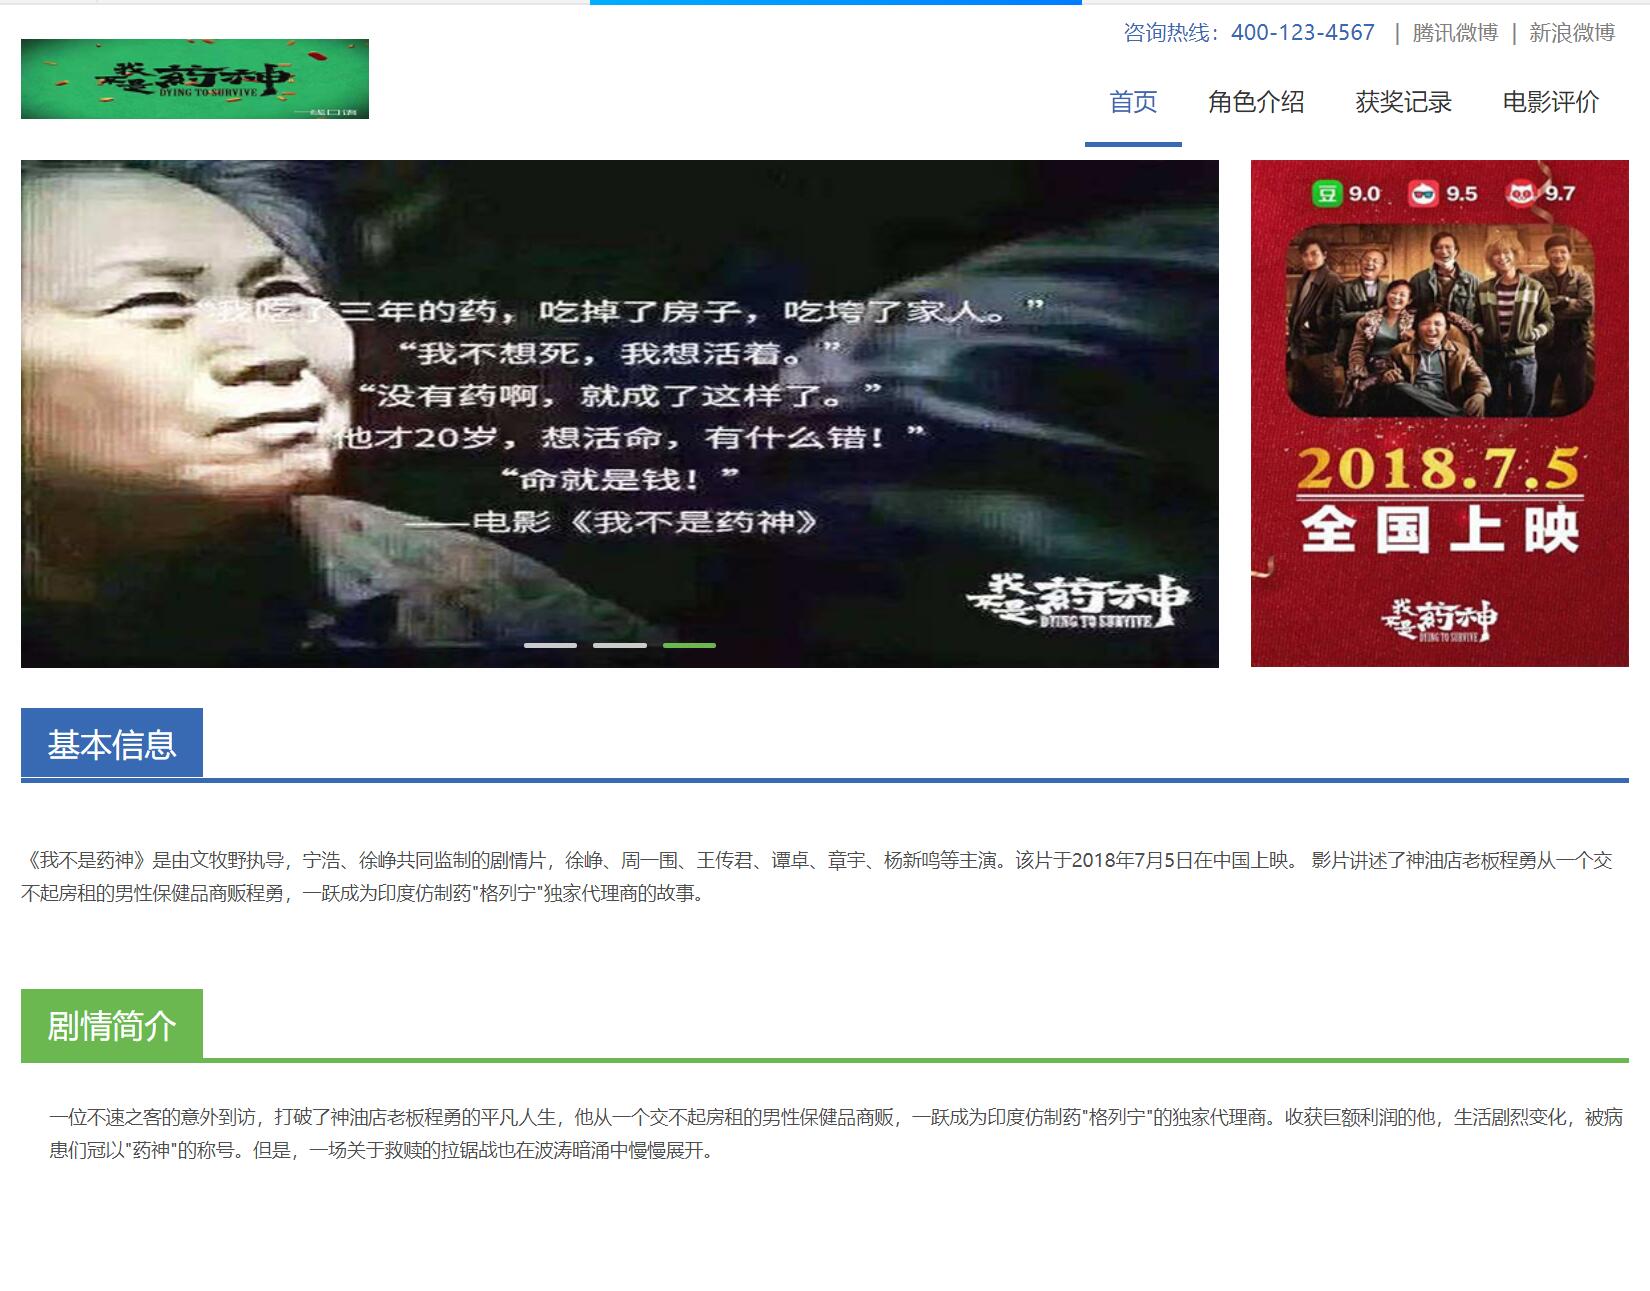 咨询热线：400-123-4567 | 腾讯微博 | 新浪微博
我不是药神
DYING TO SURVIVE
一线口语
首页 角色介绍 获奖记录 电影评价
“我吃了三年的药，吃掉了房子，吃垮了家人。”
“我不想死，我想活着。”
“没有药啊，就成了这样了。”
“他才20岁，想活命，有什么错！”
“命就是钱！”
——电影《我不是药神》
我不是药神
DYING TO SURVIVE
豆 9.0 9.5 9.7
2018.7.5
全国上映
我不是药神
DYING TO SURVIVE
基本信息
《我不是药神》是由文牧野执导，宁浩、徐峥共同监制的剧情片，徐峥、周一围、王传君、谭卓、章宇、杨新鸣等主演。该片于2018年7月5日在中国上映。 影片讲述了神油店老板程勇从一个交
不起房租的男性保健品商贩程勇，一跃成为印度仿制药"格列宁"独家代理商的故事。
剧情简介
一位不速之客的意外到访，打破了神油店老板程勇的平凡人生，他从一个交不起房租的男性保健品商贩，一跃成为印度仿制药"格列宁"的独家代理商。收获巨额利润的他，生活剧烈变化，被病
患们冠以"药神"的称号。但是，一场关于救赎的拉锯战也在波涛暗涌中慢慢展开。